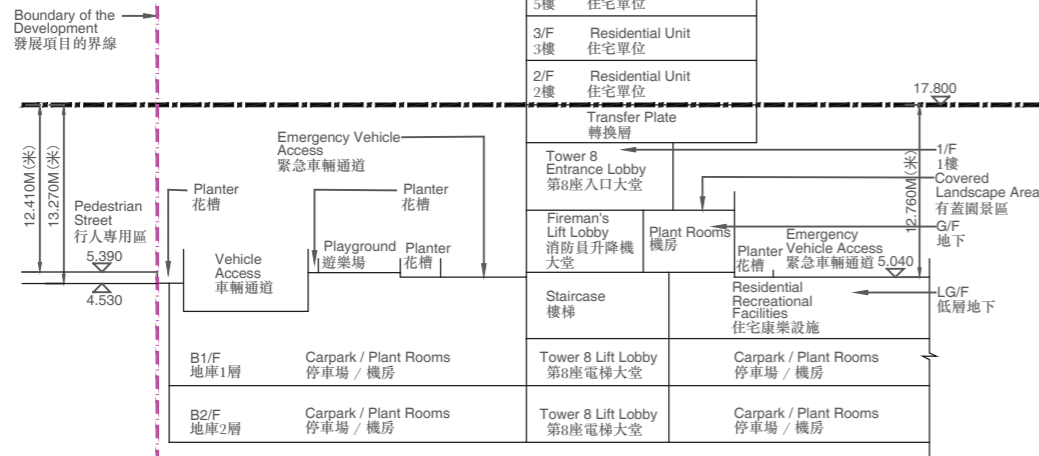 Boundary of the
Development
發展項目的界線
5樓 住宅單位
3/F Residential Unit
3樓 住宅單位
2/F Residential Unit
2樓 住宅單位
17.800
Transfer Plate
轉換層
12.410M(米)
13.270M(米)
Emergency Vehicle
Access
緊急車輛通道
Tower 8
Entrance Lobby
第8座入口大堂
1/F
1樓
12.760M(米)
Covered
Landscape Area
有蓋園景區
Planter
花槽
Planter
花槽
Pedestrian
Street
行人專用區
5.390
4.530
Vehicle
Access
車輛通道
Playground
遊樂場
Planter
花槽
Fireman's
Lift Lobby
消防員升降機
大堂
Plant Rooms
機房
G/F
地下
Planter
花槽
Emergency
Vehicle Access
緊急車輛通道
5.040
Staircase
樓梯
Residential
Recreational
Facilities
住宅康樂設施
LG/F
低層地下
B1/F Carpark / Plant Rooms
地庫1層 停車場 / 機房
Tower 8 Lift Lobby
第8座電梯大堂
Carpark / Plant Rooms
停車場 / 機房
B2/F Carpark / Plant Rooms
地庫2層 停車場 / 機房
Tower 8 Lift Lobby
第8座電梯大堂
Carpark / Plant Rooms
停車場 / 機房